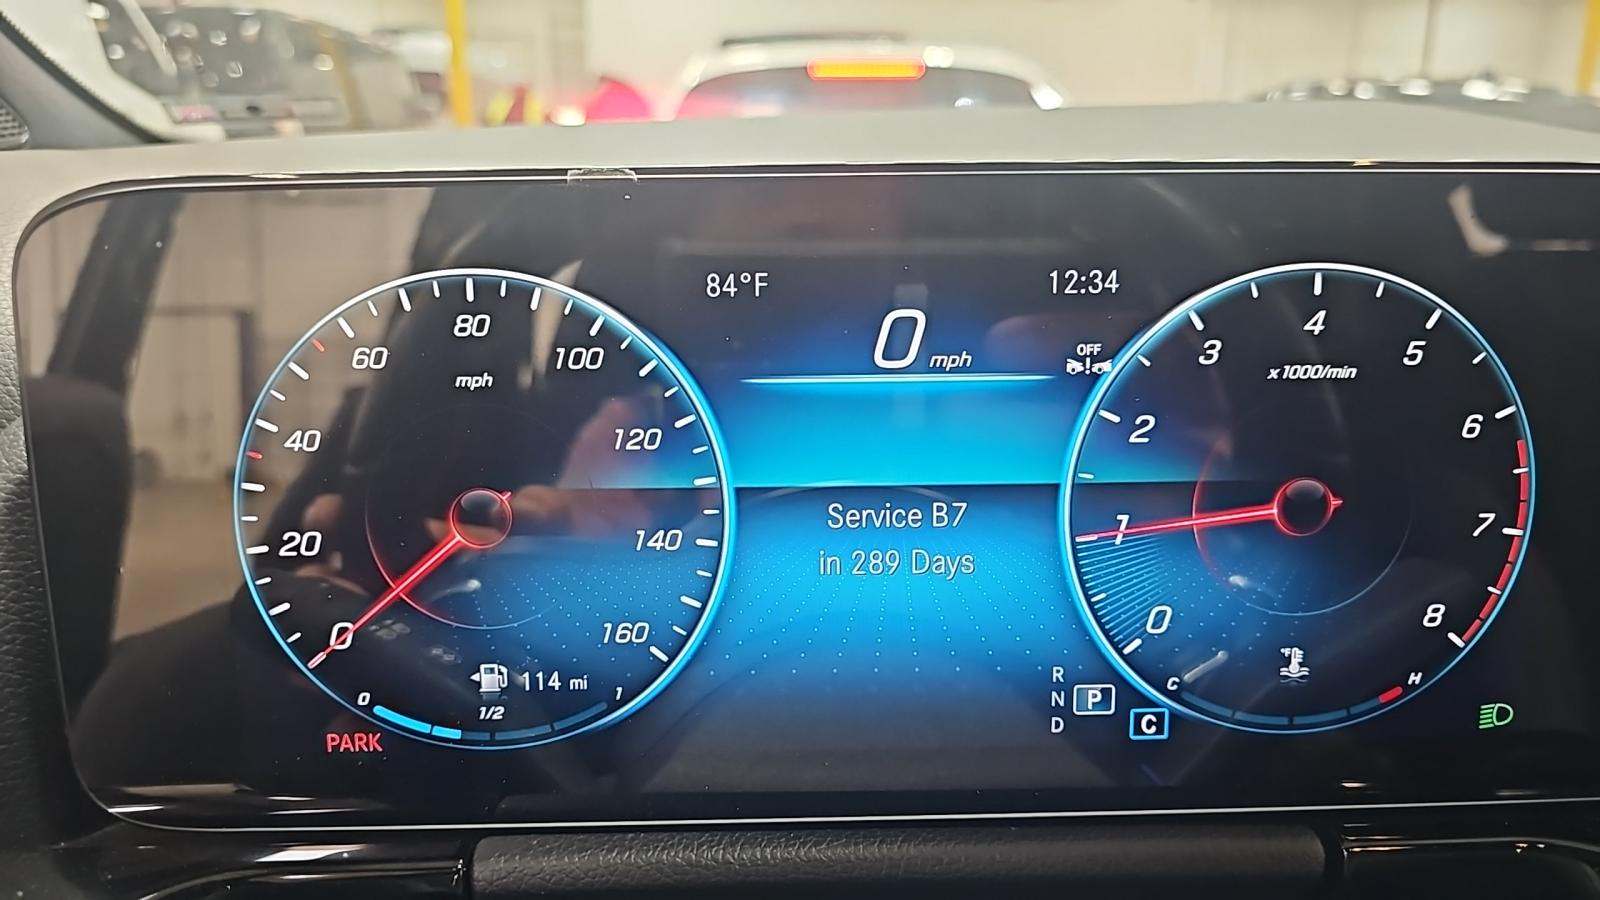 84°F
12:34
0 mph
OFF
0
20
40
60
80
100
120
140
160
mph
114 mi
0
1/2
1
PARK
Service B7
in 289 Days
R
N
D
P
C
0
1
2
3
4
5
6
7
8
x1000/min
°F
C
H